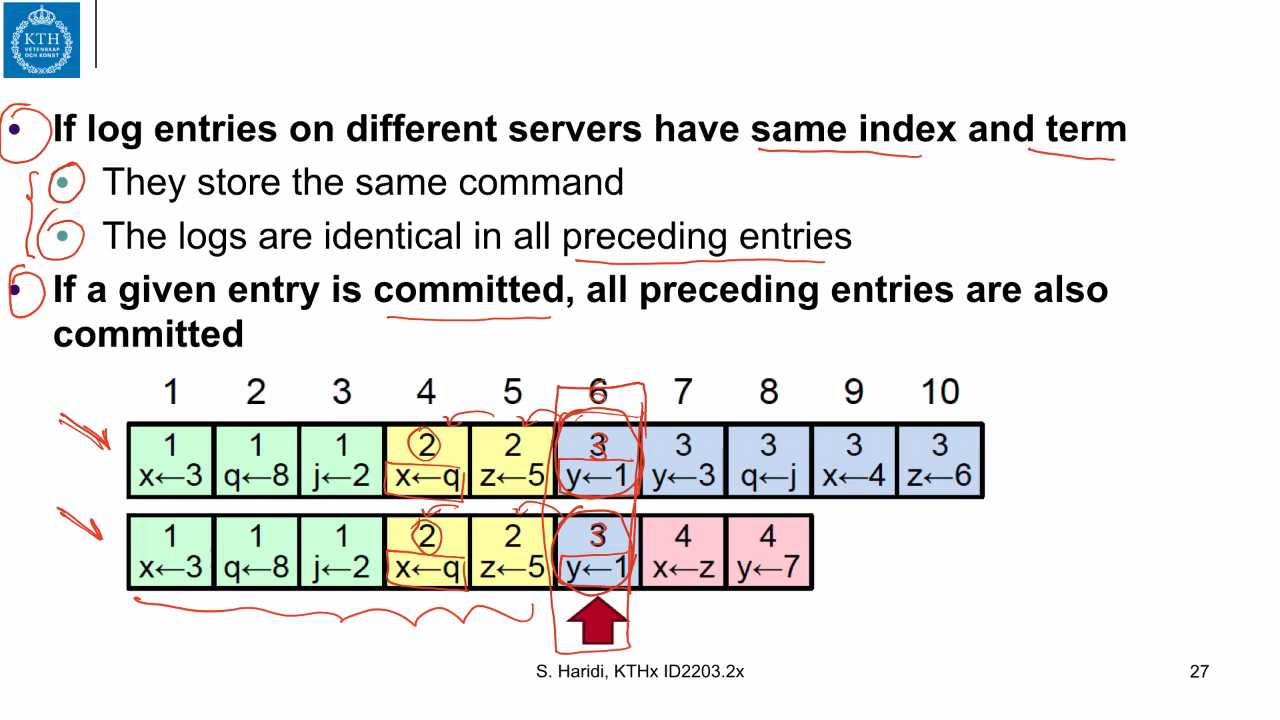 KTH
VETENSKAP
OCH KONST
• If log entries on different servers have same index and term
• They store the same command
• The logs are identical in all preceding entries
• If a given entry is committed, all preceding entries are also
committed
1 2 3 4 5 6 7 8 9 10
1 1 1 2 2 3 3 3 3 3
x←3 q←8 j←2 x←q z←5 y←1 y←3 q←j x←4 z←6
1 1 1 2 2 3 4 4
x←3 q←8 j←2 x←q z←5 y←1 x←z y←7
S. Haridi, KTHx ID2203.2x
27